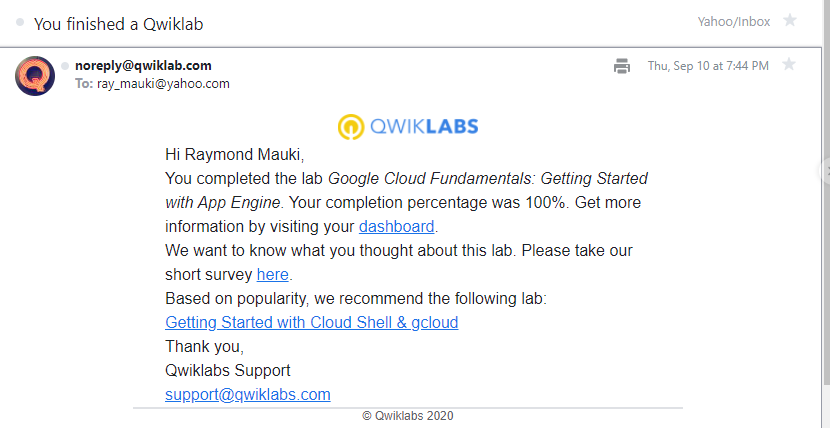 You finished a Qwiklab
Yahoo/Inbox
noreply@qwiklab.com
Thu, Sep 10 at 7:44 PM
To: ray_mauki@yahoo.com
QWIKLABS
Hi Raymond Mauki,
You completed the lab Google Cloud Fundamentals: Getting Started
with App Engine. Your completion percentage was 100%. Get more
information by visiting your dashboard.
We want to know what you thought about this lab. Please take our
short survey here.
Based on popularity, we recommend the following lab:
Getting Started with Cloud Shell & gcloud
Thank you,
Qwiklabs Support
support@qwiklabs.com
© Qwiklabs 2020